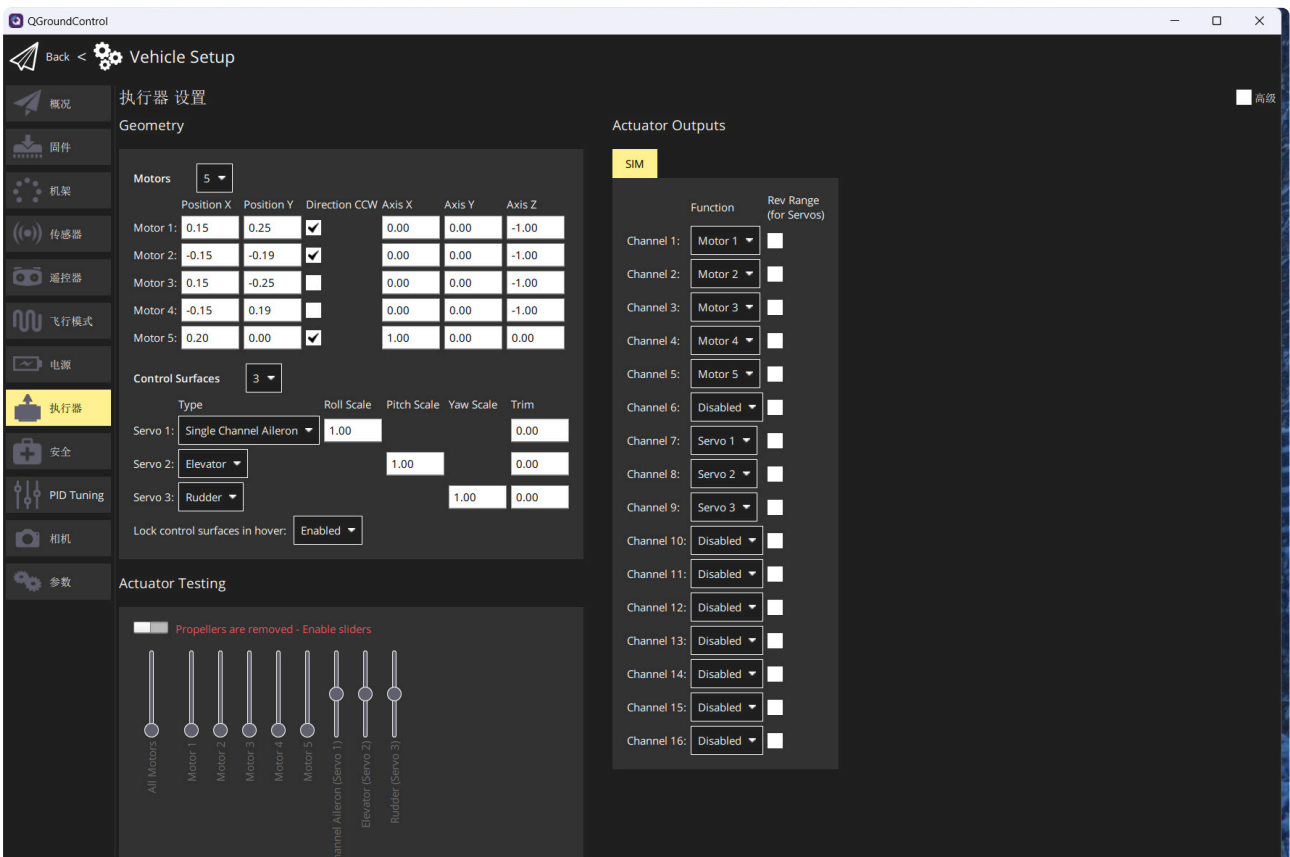 QGroundControl
Back < Vehicle Setup
概况
固件
机架
传感器
遥控器
飞行模式
电源
执行器
安全
PID Tuning
相机
参数
执行器 设置
高级
Geometry
Motors 5
Position X Position Y Direction CCW Axis X Axis Y Axis Z
Motor 1: 0.15 0.25 0.00 0.00 -1.00
Motor 2: -0.15 -0.19 0.00 0.00 -1.00
Motor 3: 0.15 -0.25 0.00 0.00 -1.00
Motor 4: -0.15 0.19 0.00 0.00 -1.00
Motor 5: 0.20 0.00 1.00 0.00 0.00
Control Surfaces 3
Type Roll Scale Pitch Scale Yaw Scale Trim
Servo 1: Single Channel Aileron 1.00 0.00
Servo 2: Elevator 1.00 0.00
Servo 3: Rudder 1.00 0.00
Lock control surfaces in hover: Enabled
Actuator Testing
Propellers are removed - Enable sliders
All Motors
Motor 1
Motor 2
Motor 3
Motor 4
Motor 5
Aileron (Servo 1)
Elevator (Servo 2)
Rudder (Servo 3)
Actuator Outputs
SIM
Function Rev Range
(for Servos)
Channel 1: Motor 1
Channel 2: Motor 2
Channel 3: Motor 3
Channel 4: Motor 4
Channel 5: Motor 5
Channel 6: Disabled
Channel 7: Servo 1
Channel 8: Servo 2
Channel 9: Servo 3
Channel 10: Disabled
Channel 11: Disabled
Channel 12: Disabled
Channel 13: Disabled
Channel 14: Disabled
Channel 15: Disabled
Channel 16: Disabled